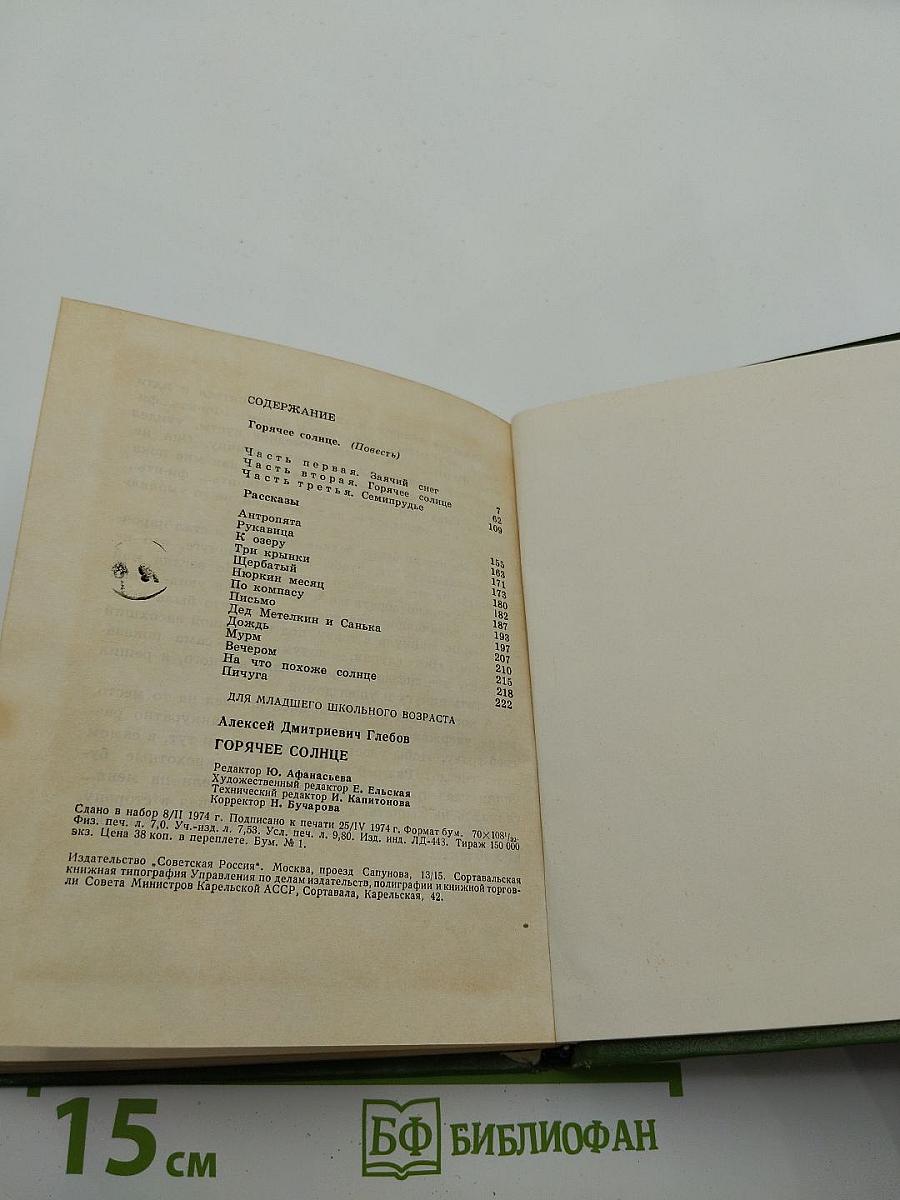 СОДЕРЖАНИЕ
Горячее солнце. (Повесть)
Часть первая. Заячий снег 7
Часть вторая. Горячее солнце 62
Часть третья. Семипрудье 109
Рассказы
Антропята 155
Рукавица 163
К озеру 171
Три крынки 173
Щербатый 180
Нюркин месяц 182
По компасу 187
Письмо 193
Дед Метелкин и Санька 197
Дождь 207
Мурм 210
Вечером 215
На что похоже солнце 218
Пичуга 222
ДЛЯ МЛАДШЕГО ШКОЛЬНОГО ВОЗРАСТА
Алексей Дмитриевич Глебов
ГОРЯЧЕЕ СОЛНЦЕ
Редактор Ю. Афанасьева
Художественный редактор Е. Ельская
Технический редактор И. Капитонова
Корректор Н. Бучарова
Сдано в набор 8/II 1974 г. Подписано к печати 25/IV 1974 г. Формат бум. 70×108¹/₃₂.
Физ. печ. л. 7,0. Уч.-изд. л. 7,53. Усл. печ. л. 9,80. Изд. инд. ЛД-443. Тираж 150 000
экз. Цена 38 коп. в переплете. Бум. № 1.
Издательство „Советская Россия“. Москва, проезд Сапунова, 13/15. Сортавальская
книжная типография Управления по делам издательств, полиграфии и книжной торгов-
ли Совета Министров Карельской АССР, Сортавала, Карельская, 42.
15 см
БФ БИБЛИОФАН